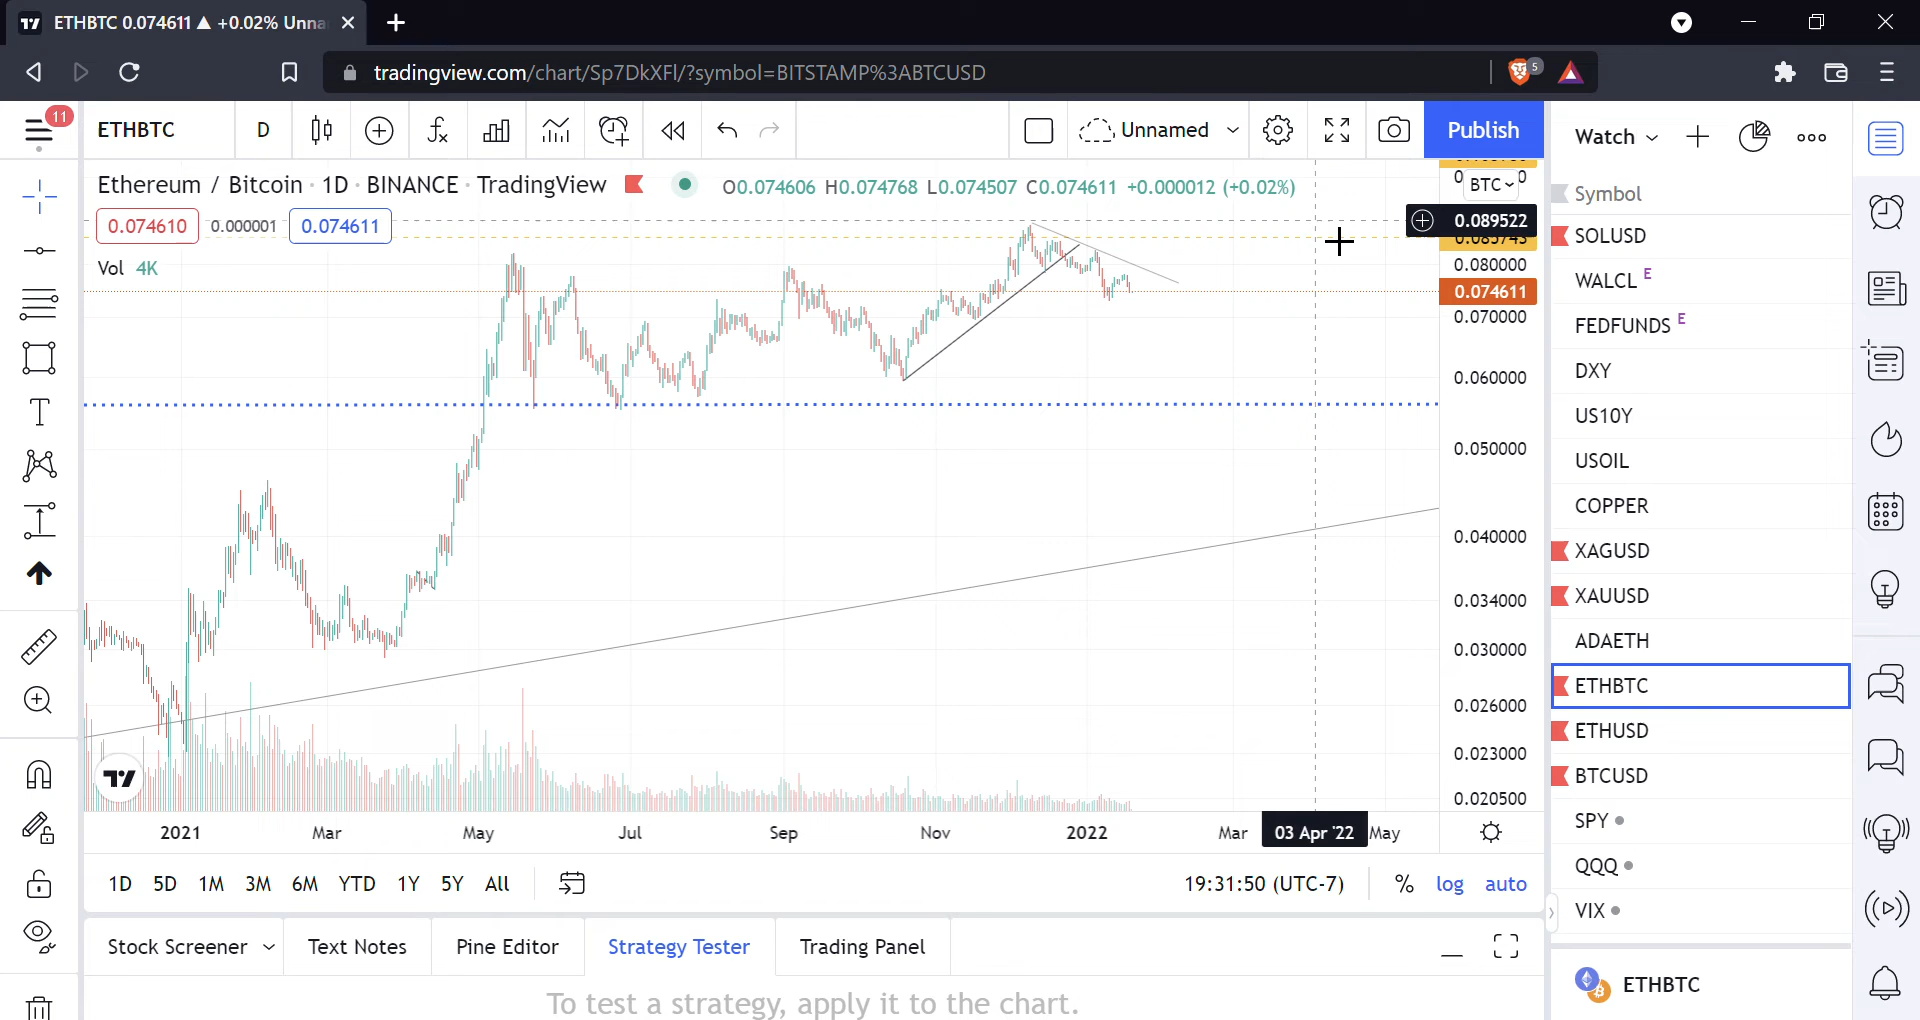 ETHBTC 0.074611 ▲ +0.02% Unna
tradingview.com/chart/Sp7DkXFl/?symbol=BITSTAMP%3ABTCUSD
5
11
ETHBTC
D
Unnamed
Publish
Watch
Ethereum / Bitcoin · 1D · BINANCE · TradingView
O0.074606 H0.074768 L0.074507 C0.074611 +0.000012 (+0.02%)
BTC
0.074610
0.000001
0.074611
Vol 4K
0.089522
0.085743
0.080000
0.074611
0.070000
0.060000
0.050000
0.040000
0.034000
0.030000
0.026000
0.023000
0.020500
2021
Mar
May
Jul
Sep
Nov
2022
Mar
03 Apr '22
May
1D
5D
1M
3M
6M
YTD
1Y
5Y
All
19:31:50 (UTC-7)
%
log
auto
Stock Screener
Text Notes
Pine Editor
Strategy Tester
Trading Panel
To test a strategy, apply it to the chart.
Symbol
SOLUSD
WALCL E
FEDFUNDS E
DXY
US10Y
USOIL
COPPER
XAGUSD
XAUUSD
ADAETH
ETHBTC
ETHUSD
BTCUSD
SPY
QQQ
VIX
ETHBTC